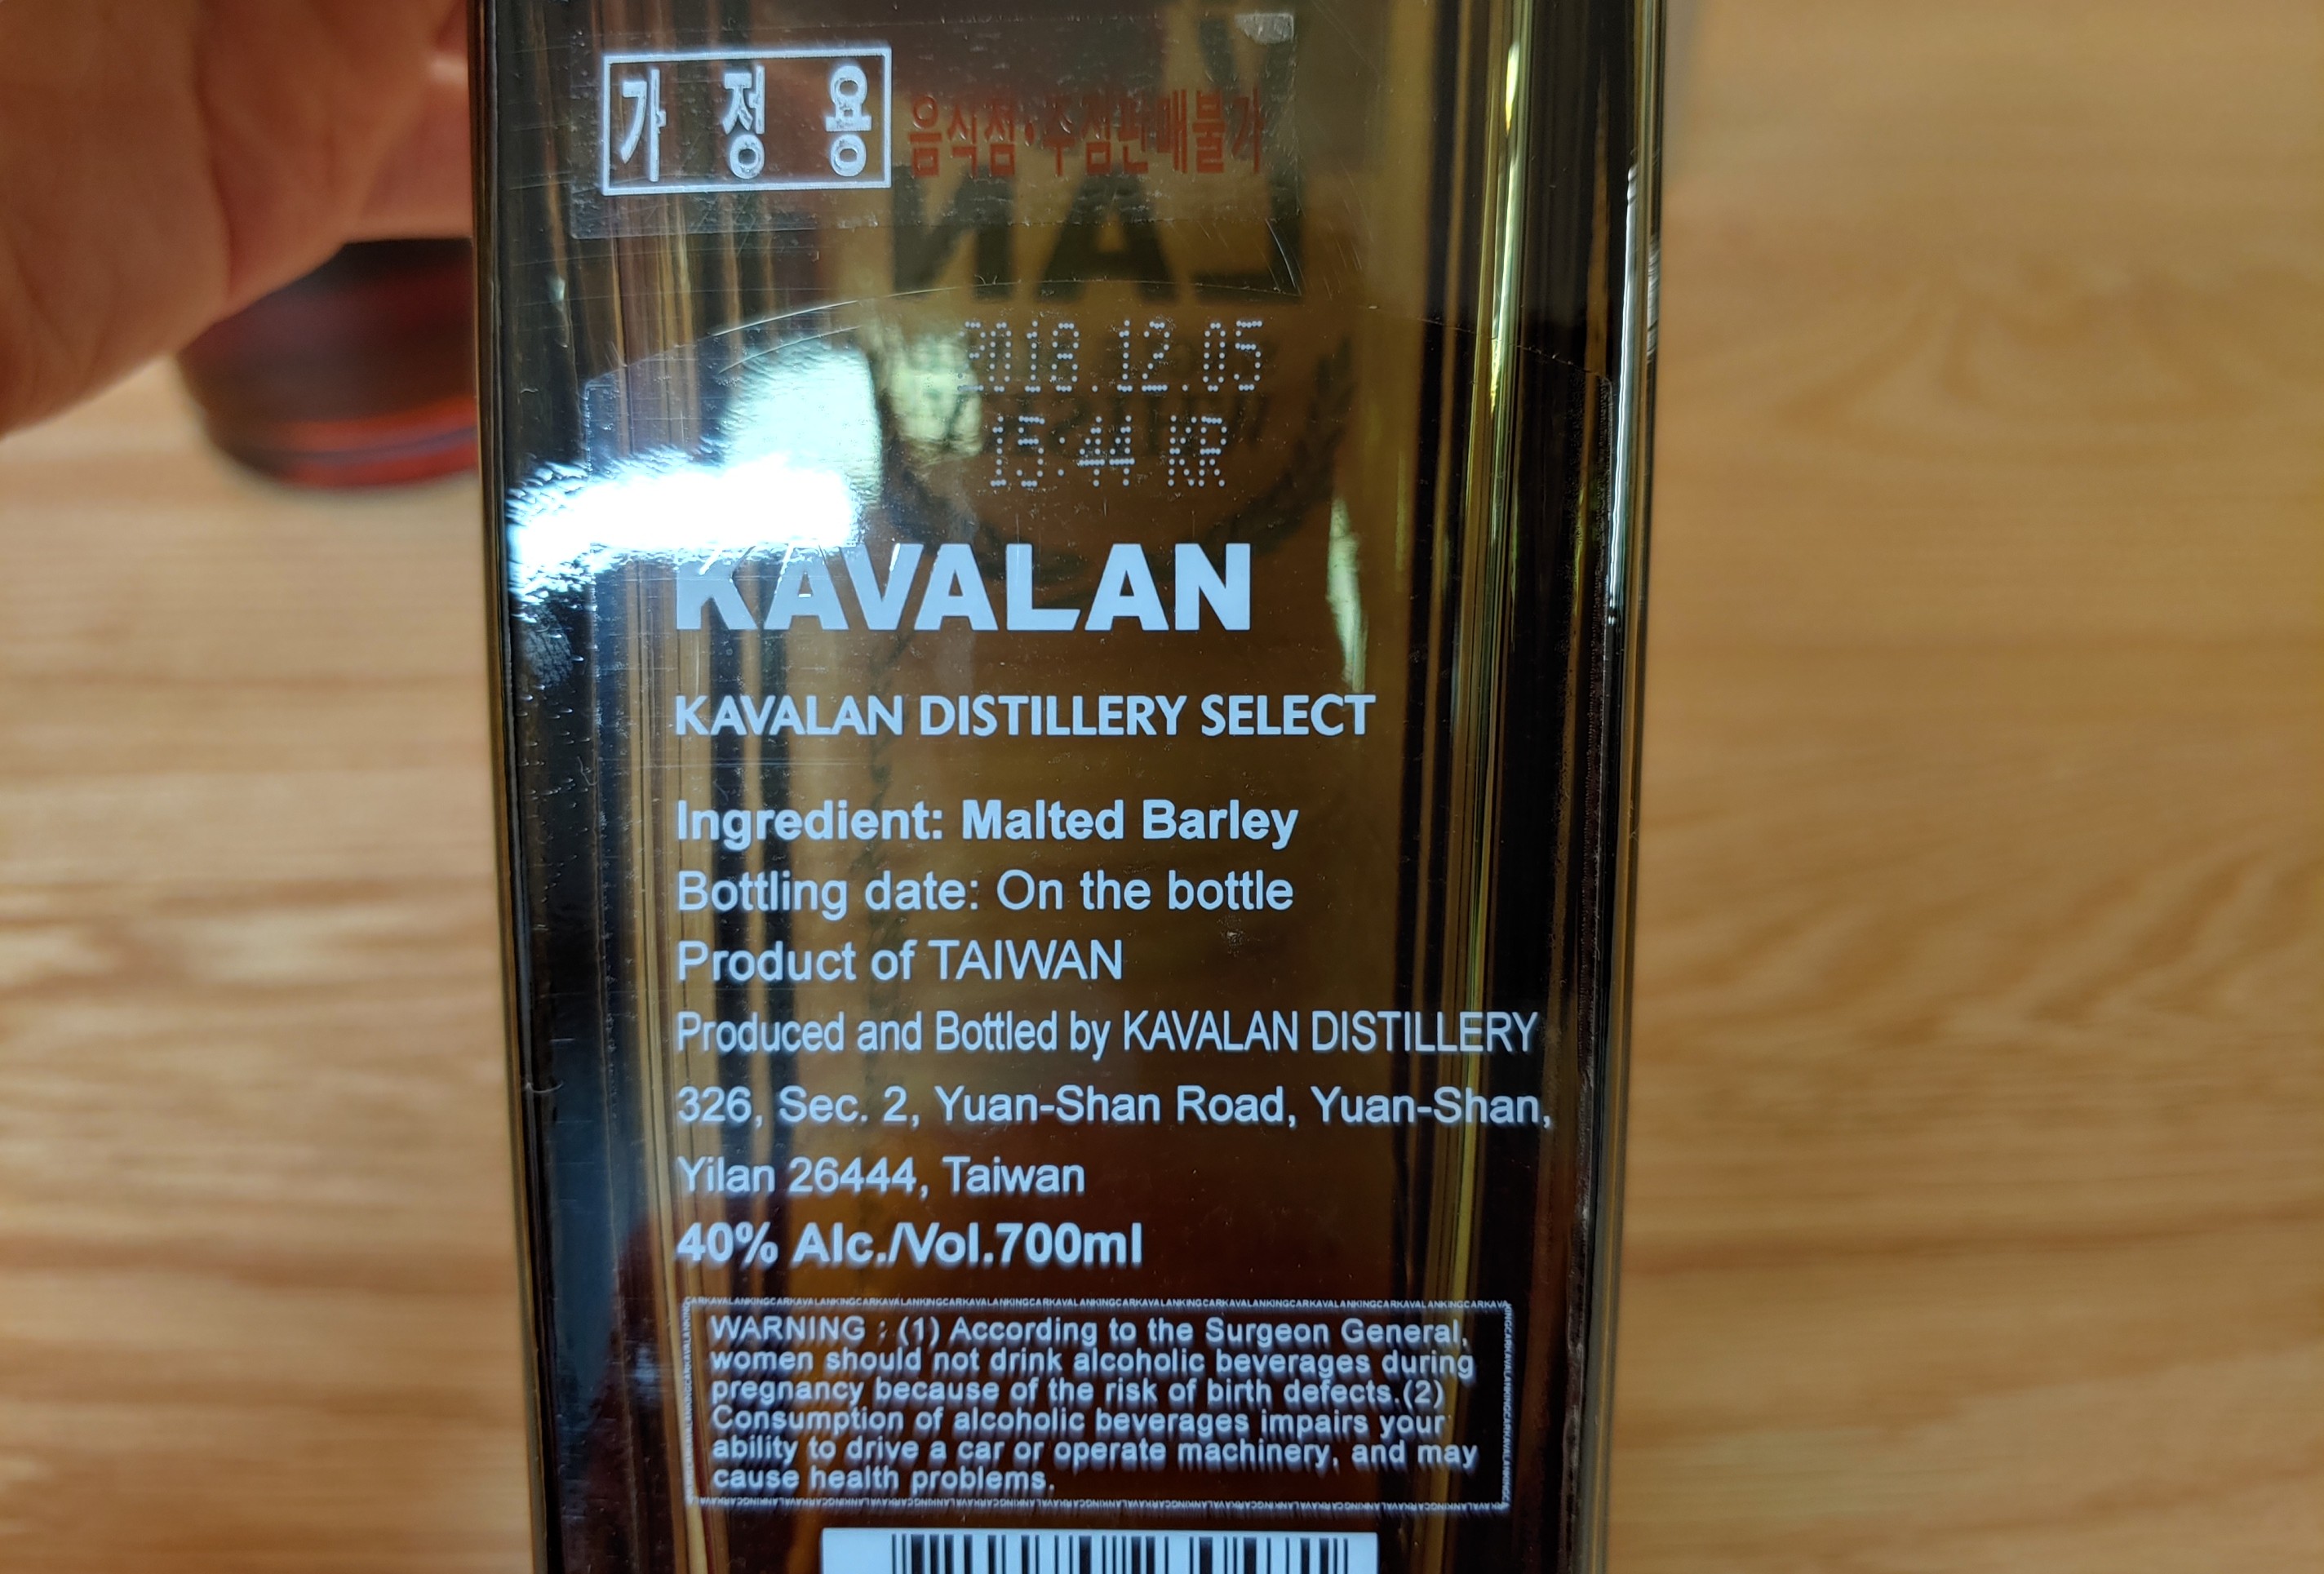 가정용 음식점·주점판매불가
2018.12.05
15:44 KR
KAVALAN
KAVALAN DISTILLERY SELECT
Ingredient: Malted Barley
Bottling date: On the bottle
Product of TAIWAN
Produced and Bottled by KAVALAN DISTILLERY
326, Sec. 2, Yuan-Shan Road, Yuan-Shan,
Yilan 26444, Taiwan
40% Alc./Vol.700ml
WARNING : (1) According to the Surgeon General,
women should not drink alcoholic beverages during
pregnancy because of the risk of birth defects.(2)
Consumption of alcoholic beverages impairs your
ability to drive a car or operate machinery, and may
cause health problems.